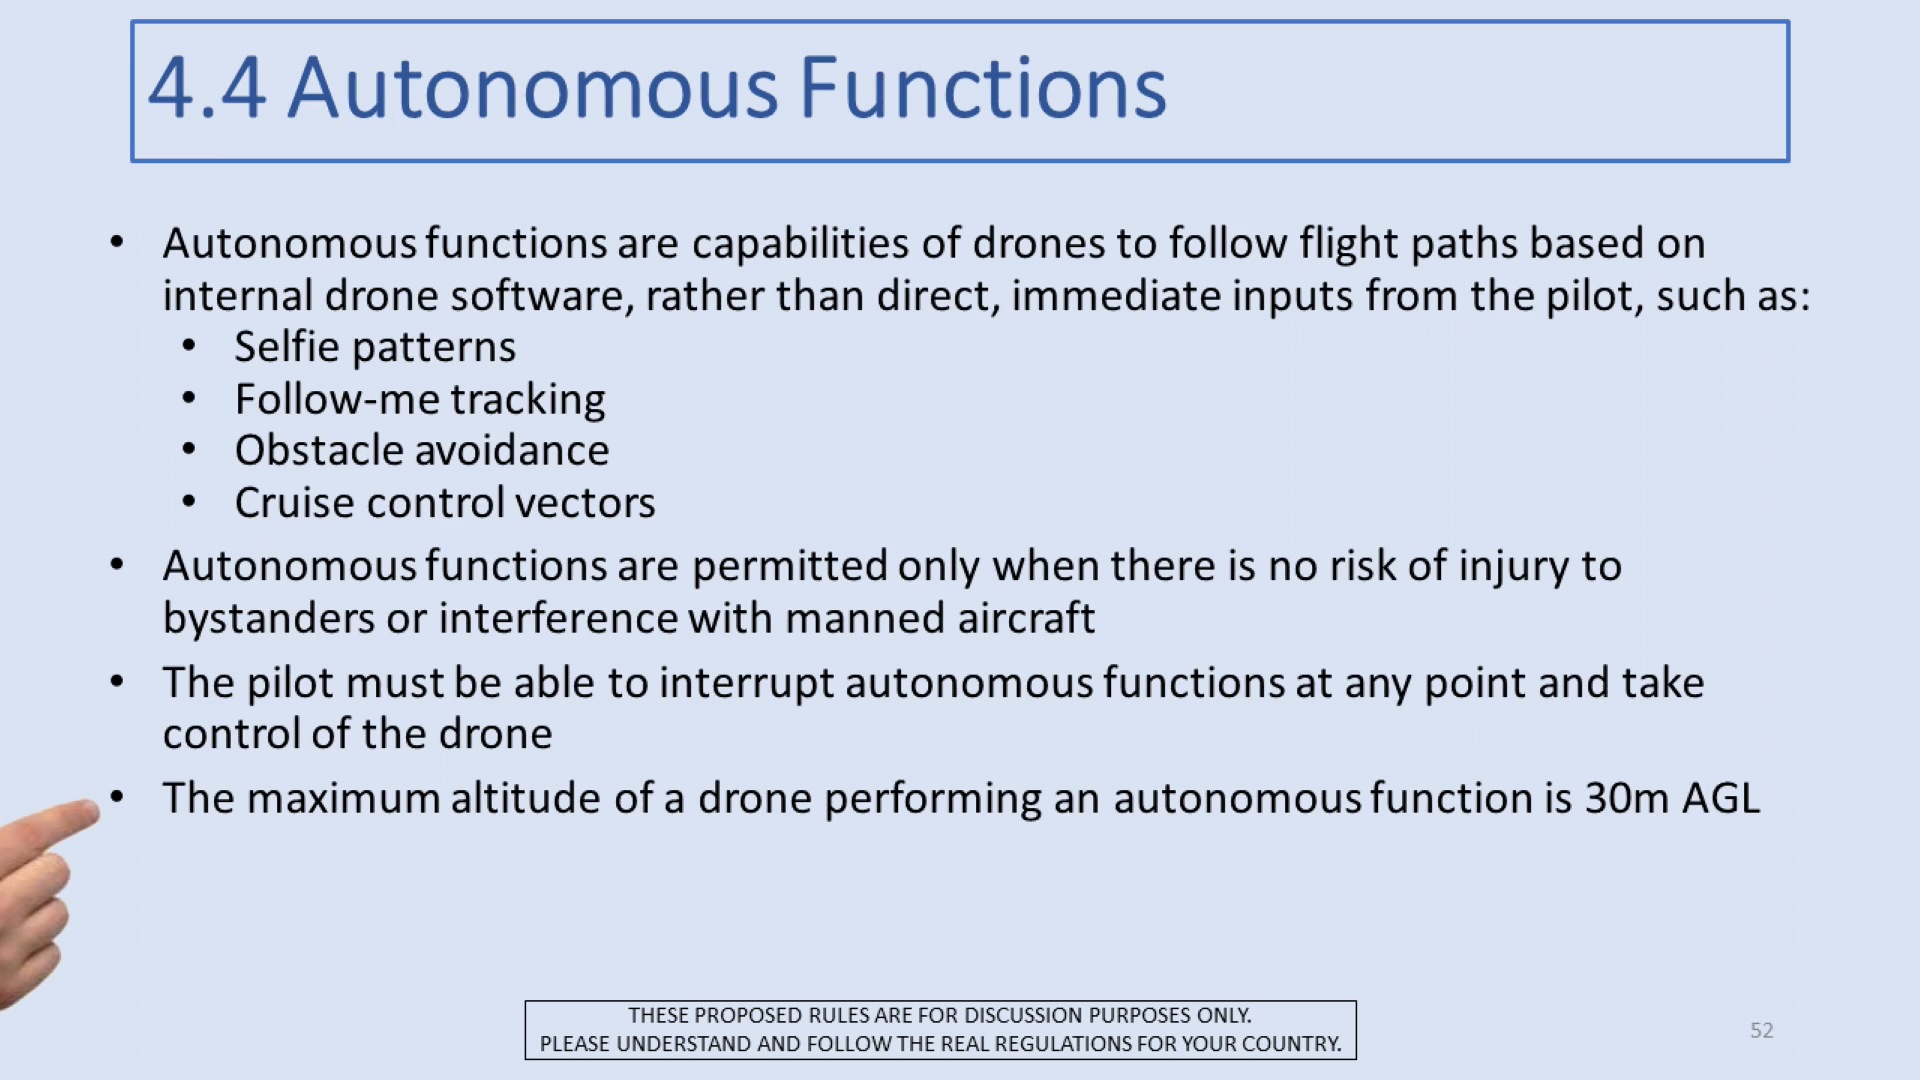 4.4 Autonomous Functions
• Autonomous functions are capabilities of drones to follow flight paths based on
internal drone software, rather than direct, immediate inputs from the pilot, such as:
• Selfie patterns
• Follow-me tracking
• Obstacle avoidance
• Cruise control vectors
• Autonomous functions are permitted only when there is no risk of injury to
bystanders or interference with manned aircraft
• The pilot must be able to interrupt autonomous functions at any point and take
control of the drone
• The maximum altitude of a drone performing an autonomous function is 30m AGL
THESE PROPOSED RULES ARE FOR DISCUSSION PURPOSES ONLY.
PLEASE UNDERSTAND AND FOLLOW THE REAL REGULATIONS FOR YOUR COUNTRY.
52